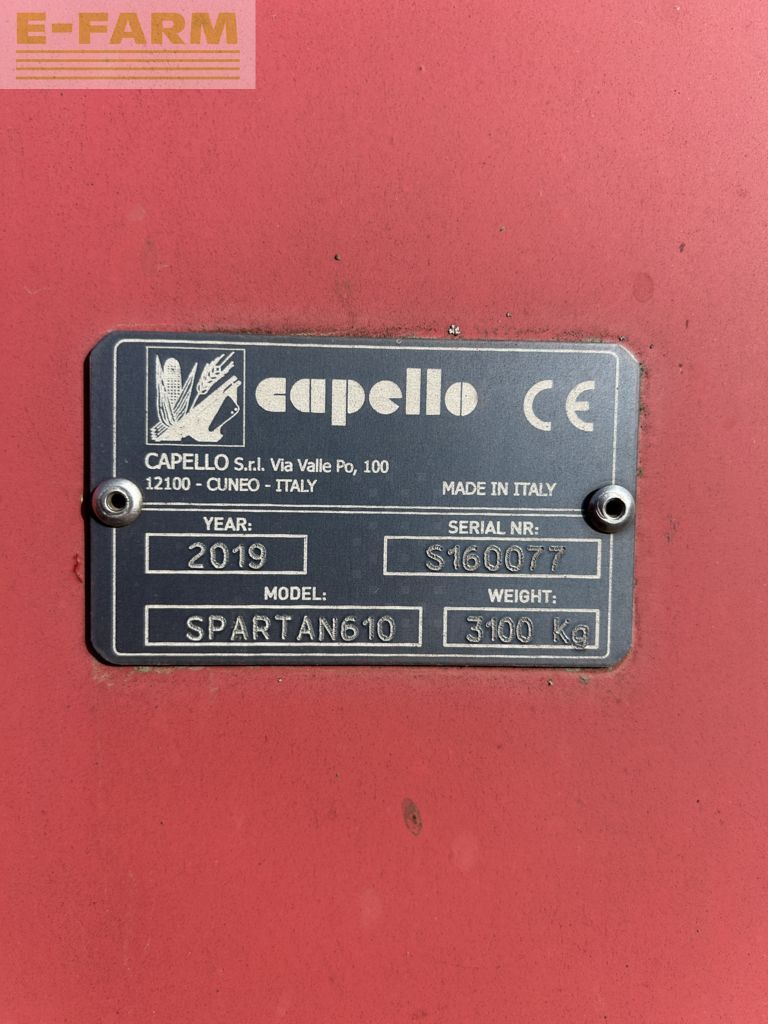 E-FARM
capello CE
CAPELLO S.r.l. Via Valle Po, 100
12100 - CUNEO - ITALY MADE IN ITALY
YEAR: SERIAL NR:
2019 S160077
MODEL: WEIGHT:
SPARTAN610 3100 Kg